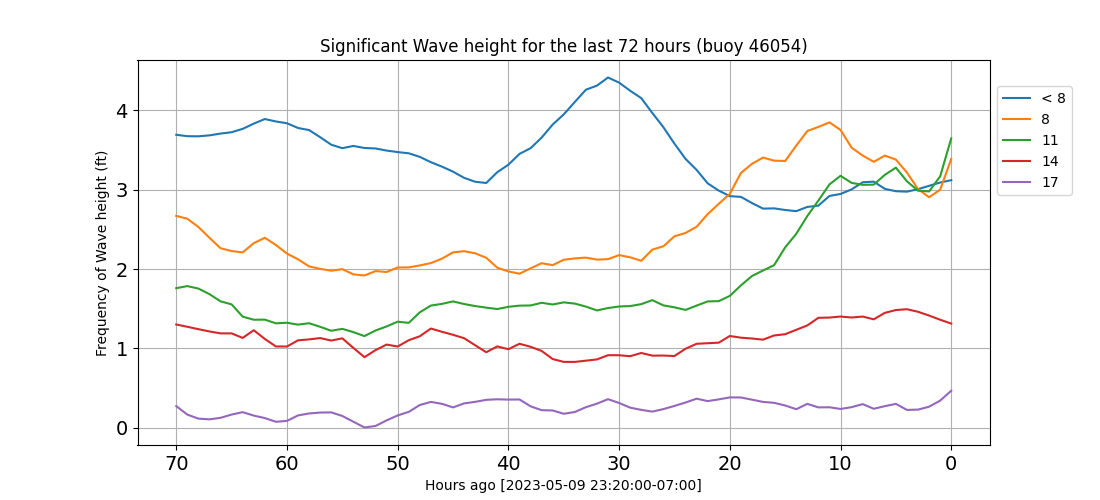 Significant Wave height for the last 72 hours (buoy 46054)
Frequency of Wave height (ft)
4
3
2
1
0
70 60 50 40 30 20 10 0
Hours ago [2023-05-09 23:20:00-07:00]
< 8
8
11
14
17